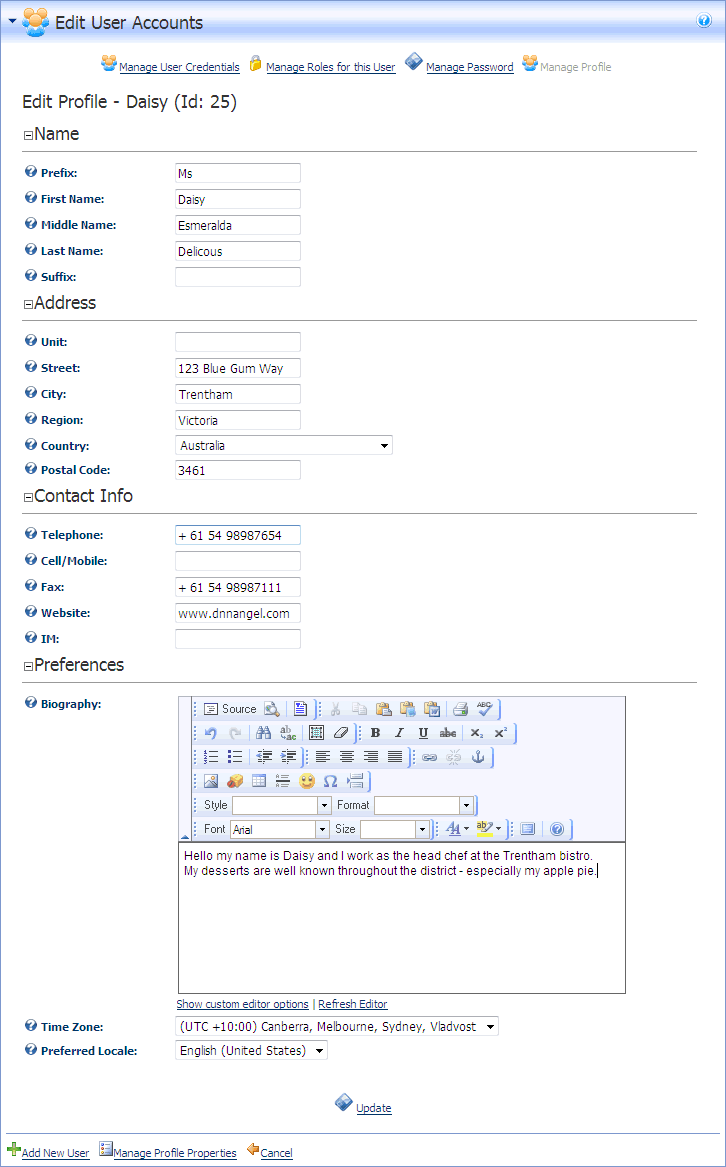 Edit User Accounts
Manage User Credentials Manage Roles for this User Manage Password Manage Profile
Edit Profile - Daisy (Id: 25)
Name
Prefix: Ms
First Name: Daisy
Middle Name: Esmeralda
Last Name: Delicous
Suffix:
Address
Unit:
Street: 123 Blue Gum Way
City: Trentham
Region: Victoria
Country: Australia
Postal Code: 3461
Contact Info
Telephone: + 61 54 98987654
Cell/Mobile:
Fax: + 61 54 98987111
Website: www.dnnangel.com
IM:
Preferences
Biography: Source ABC
B I U abc X₂ X²
Style Format
Font Arial Size A ab
Hello my name is Daisy and I work as the head chef at the Trentham bistro.
My desserts are well known throughout the district - especially my apple pie.
Show custom editor options | Refresh Editor
Time Zone: (UTC +10:00) Canberra, Melbourne, Sydney, Vladvost
Preferred Locale: English (United States)
Update
Add New User Manage Profile Properties Cancel